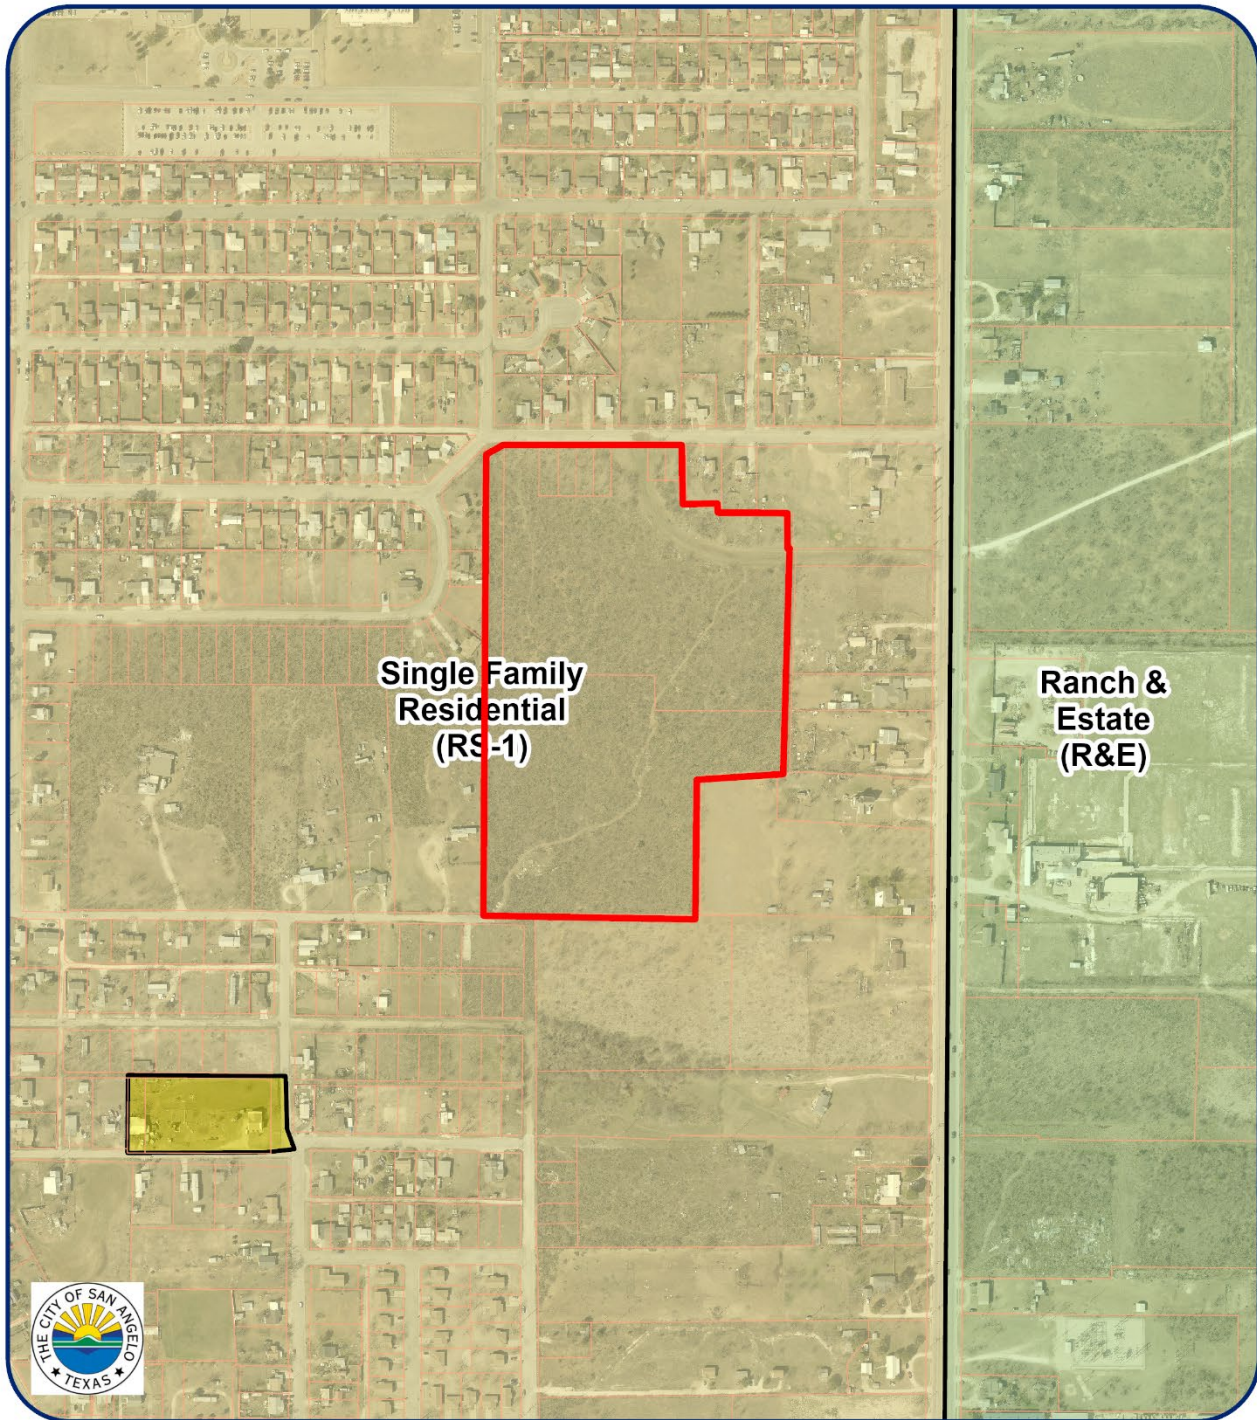 Single Family
Residential
(RS-1)
Ranch &
Estate
(R&E)
THE CITY OF SAN ANGELO
TEXAS